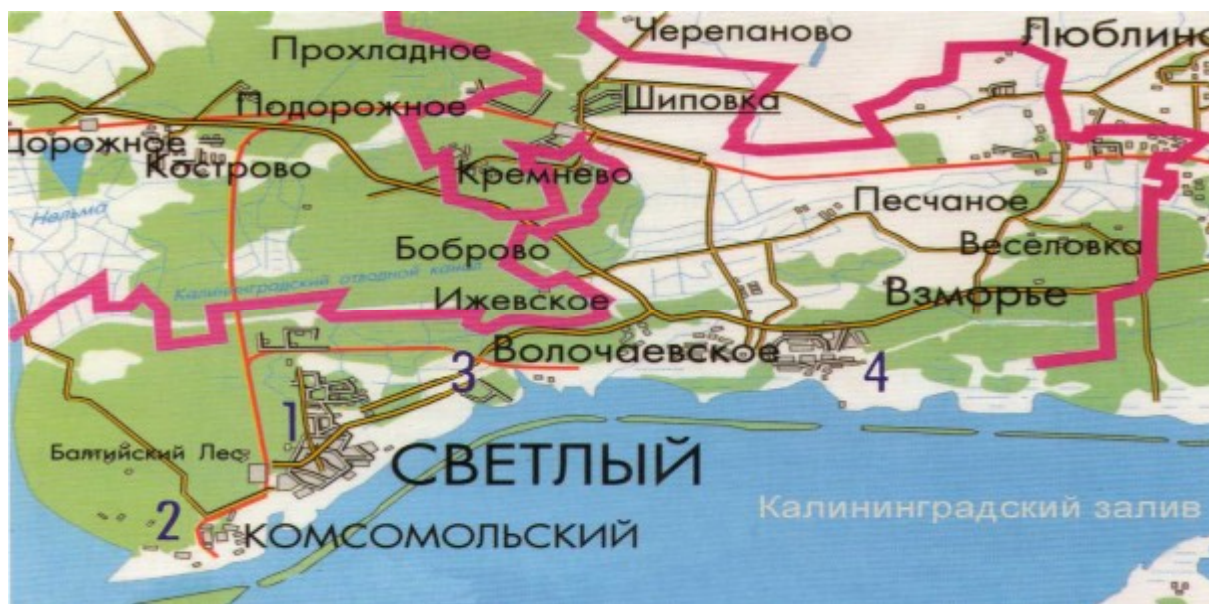 Черепаново
Люблино
Прохладное
Подорожное
Шиповка
Дорожное
Кострово
Кремнево
Песчаное
Нельма
Боброво
Веселовка
Калининградский отводной канал
Ижевское
Взморье
Волочаевское
3
4
1
Балтийский Лес
СВЕТЛЫЙ
2
КОМСОМОЛЬСКИЙ
Калининградский залив